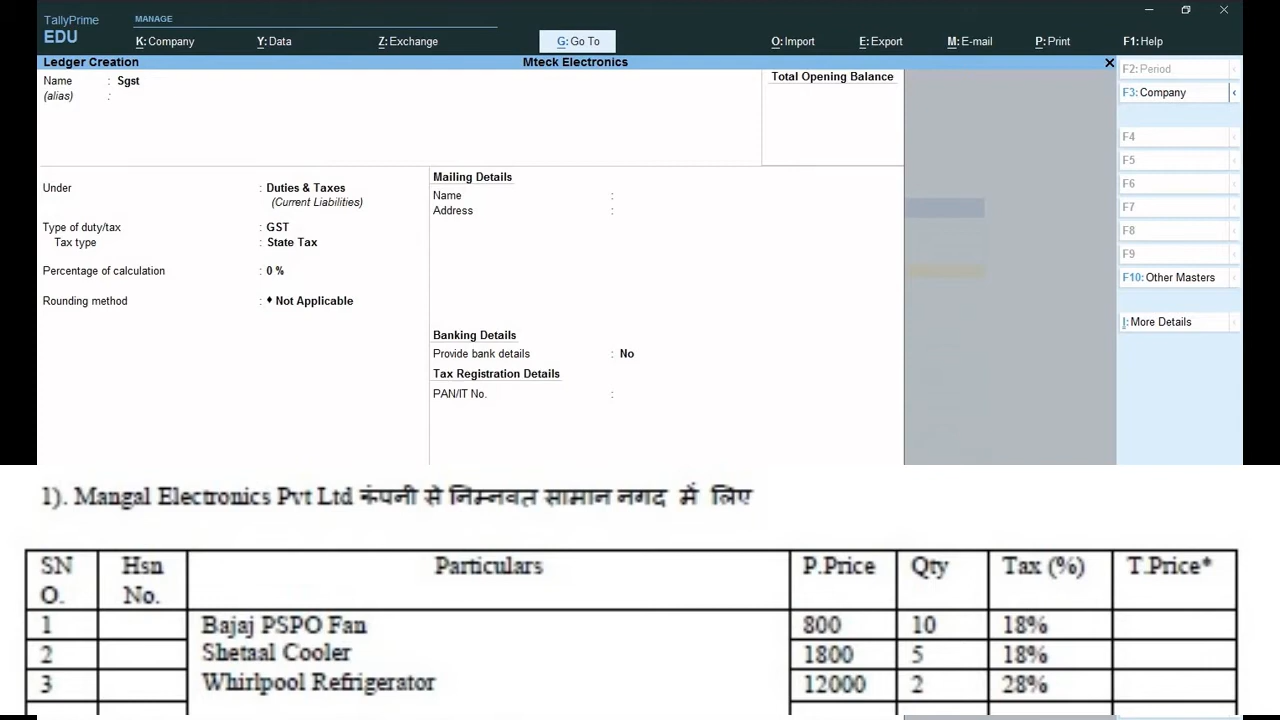 TallyPrime
EDU
MANAGE
K: Company
Y: Data
Z: Exchange
G: Go To
O: Import
E: Export
M: E-mail
P: Print
F1: Help
Ledger Creation
Mteck Electronics
Name : Sgst
(alias) :
Total Opening Balance
Under : Duties & Taxes
(Current Liabilities)
Type of duty/tax : GST
Tax type : State Tax
Percentage of calculation : 0 %
Rounding method : ♦ Not Applicable
Mailing Details
Name :
Address :
Banking Details
Provide bank details : No
Tax Registration Details
PAN/IT No. :
F2: Period
F3: Company
F4
F5
F6
F7
F8
F9
F10: Other Masters
I: More Details
1). Mangal Electronics Pvt Ltd कंपनी से निम्नवत सामान नगद में लिए
SN O. Hsn No. Particulars P.Price Qty Tax (%) T.Price*
1 Bajaj PSPO Fan 800 10 18%
2 Shetaal Cooler 1800 5 18%
3 Whirlpool Refrigerator 12000 2 28%